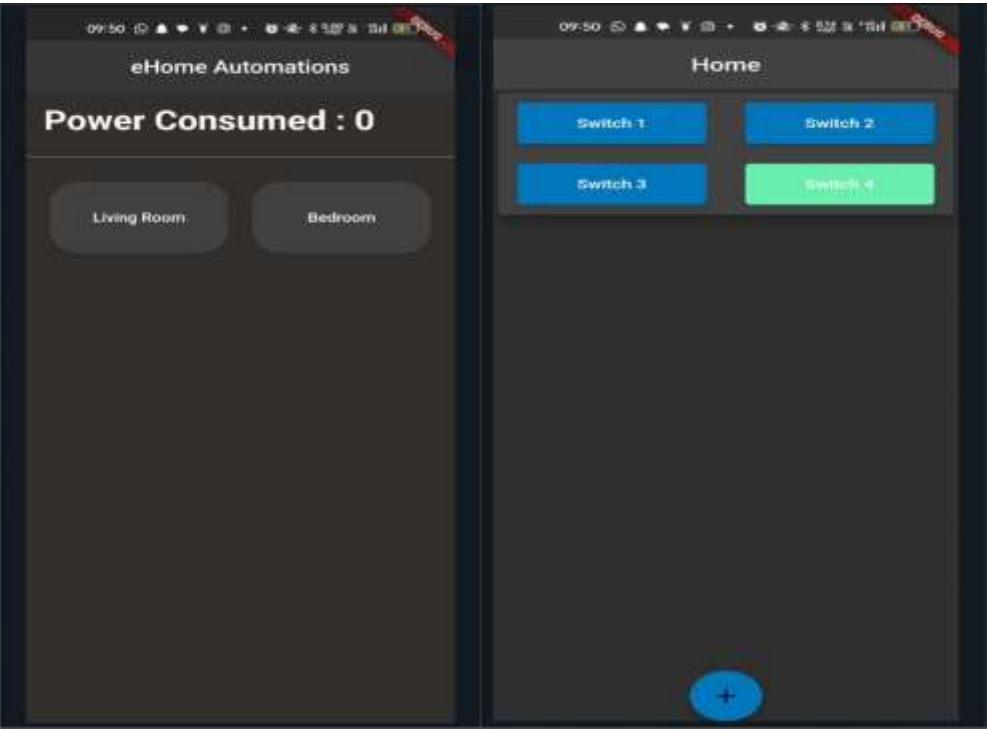 09:50
eHome Automations
Power Consumed : 0
Living Room
Bedroom
09:50
Home
Switch 1
Switch 2
Switch 3
Switch 4
+